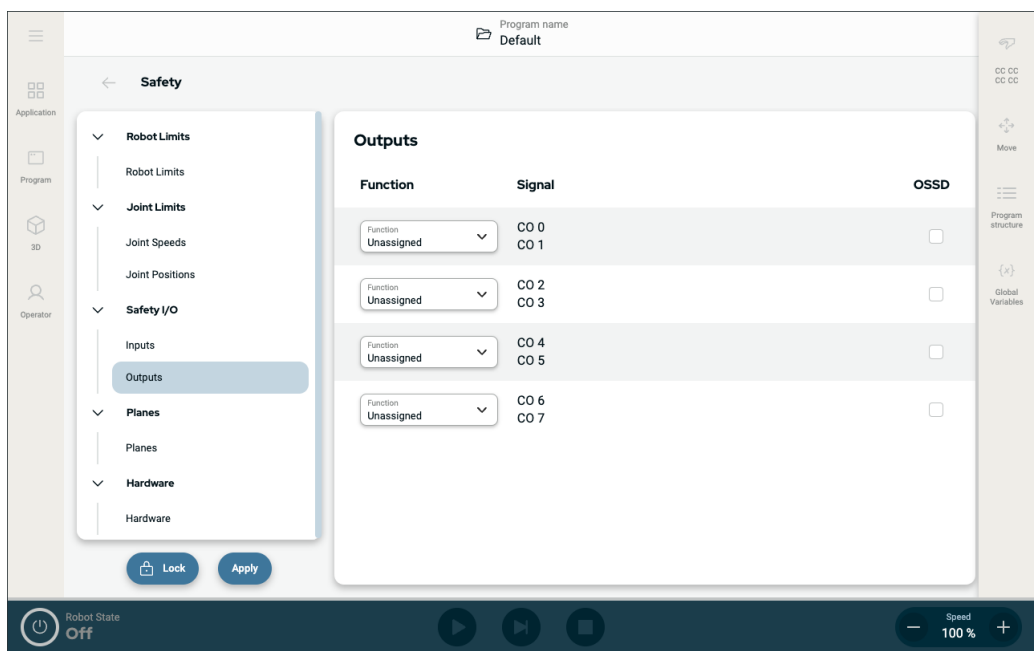 Program name
Default
Safety
Application
Program
3D
Operator
Robot Limits
Robot Limits
Joint Limits
Joint Speeds
Joint Positions
Safety I/O
Inputs
Outputs
Planes
Planes
Hardware
Hardware
Lock
Apply
Outputs
Function
Signal
OSSD
Function
Unassigned
CO 0
CO 1
Function
Unassigned
CO 2
CO 3
Function
Unassigned
CO 4
CO 5
Function
Unassigned
CO 6
CO 7
CC CC
CC CC
Move
Program
structure
{x}
Global
Variables
Robot State
Off
Speed
100 %